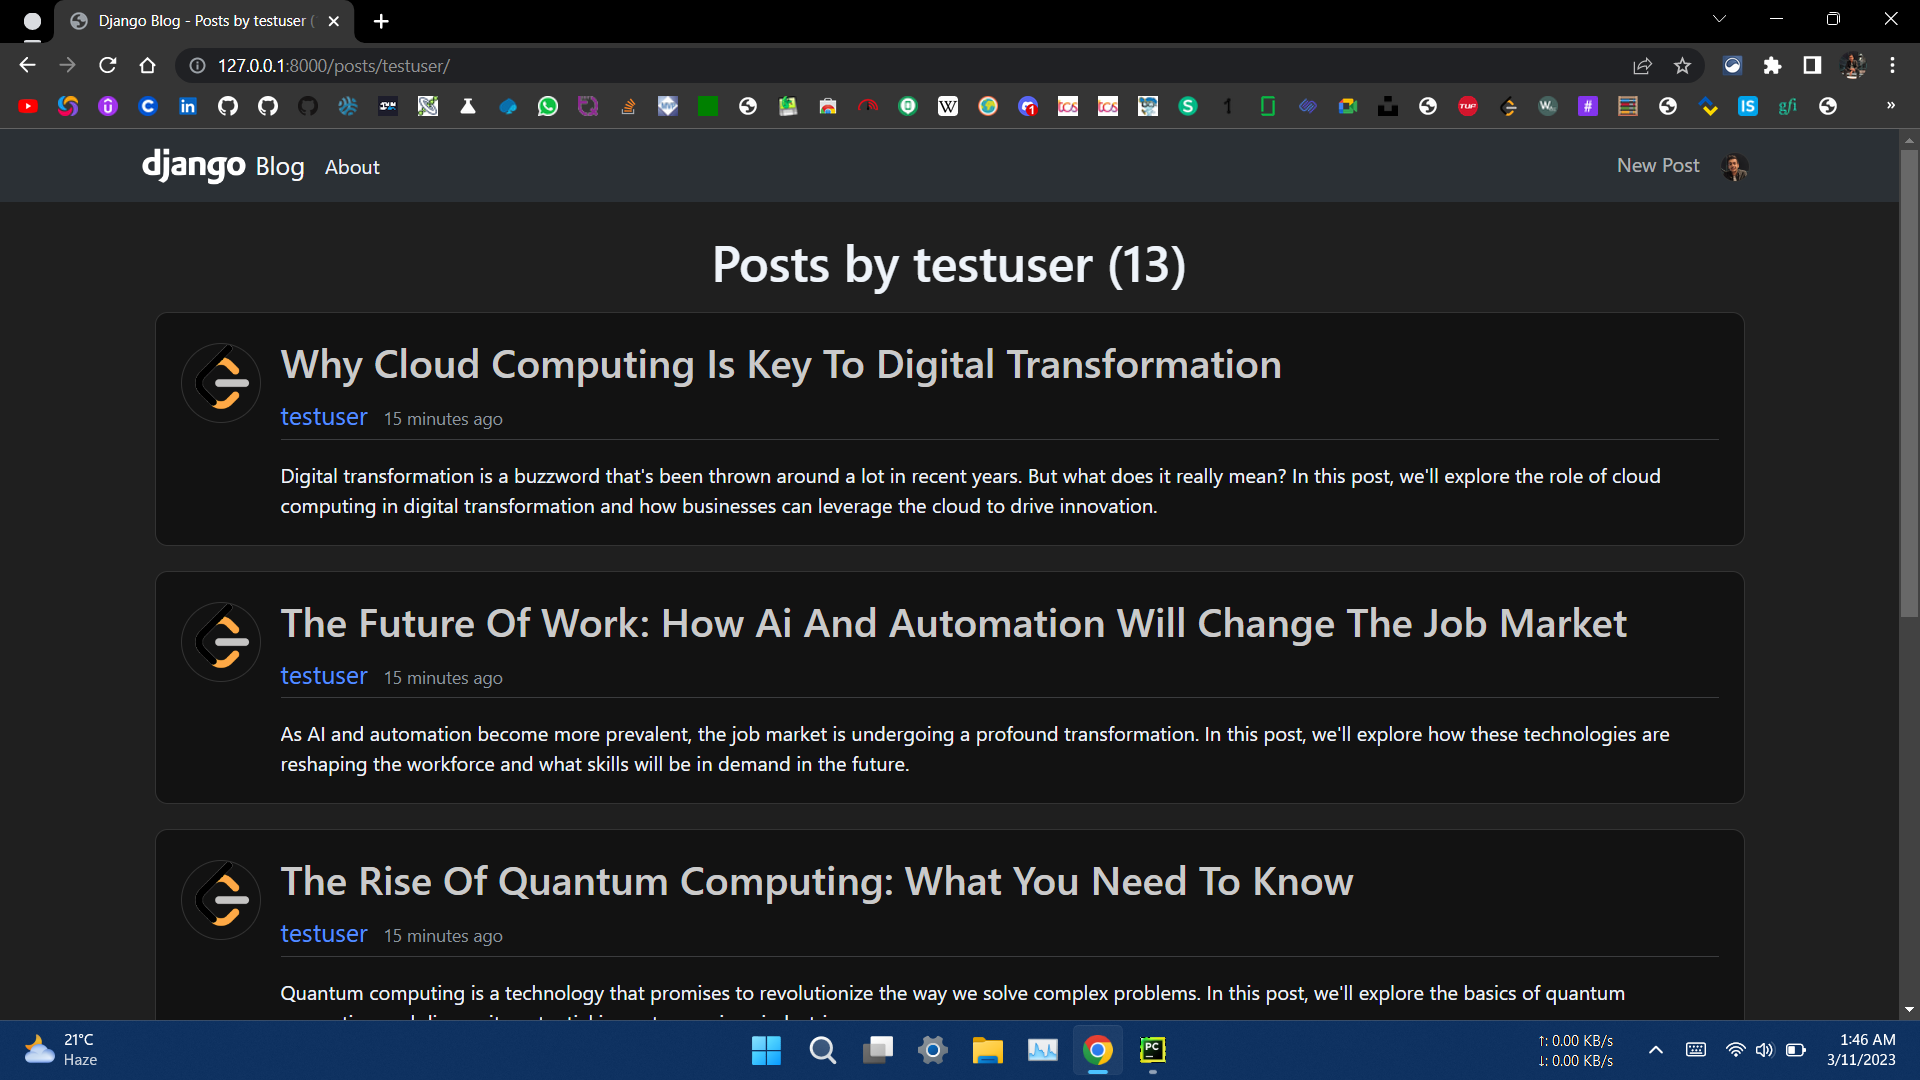 Django Blog - Posts by testuser (
127.0.0.1:8000/posts/testuser/
django Blog About
New Post
Posts by testuser (13)
Why Cloud Computing Is Key To Digital Transformation
testuser 15 minutes ago
Digital transformation is a buzzword that's been thrown around a lot in recent years. But what does it really mean? In this post, we'll explore the role of cloud
computing in digital transformation and how businesses can leverage the cloud to drive innovation.
The Future Of Work: How Ai And Automation Will Change The Job Market
testuser 15 minutes ago
As AI and automation become more prevalent, the job market is undergoing a profound transformation. In this post, we'll explore how these technologies are
reshaping the workforce and what skills will be in demand in the future.
The Rise Of Quantum Computing: What You Need To Know
testuser 15 minutes ago
Quantum computing is a technology that promises to revolutionize the way we solve complex problems. In this post, we'll explore the basics of quantum
21°C
Haze
↑: 0.00 KB/s
↓: 0.00 KB/s
1:46 AM
3/11/2023